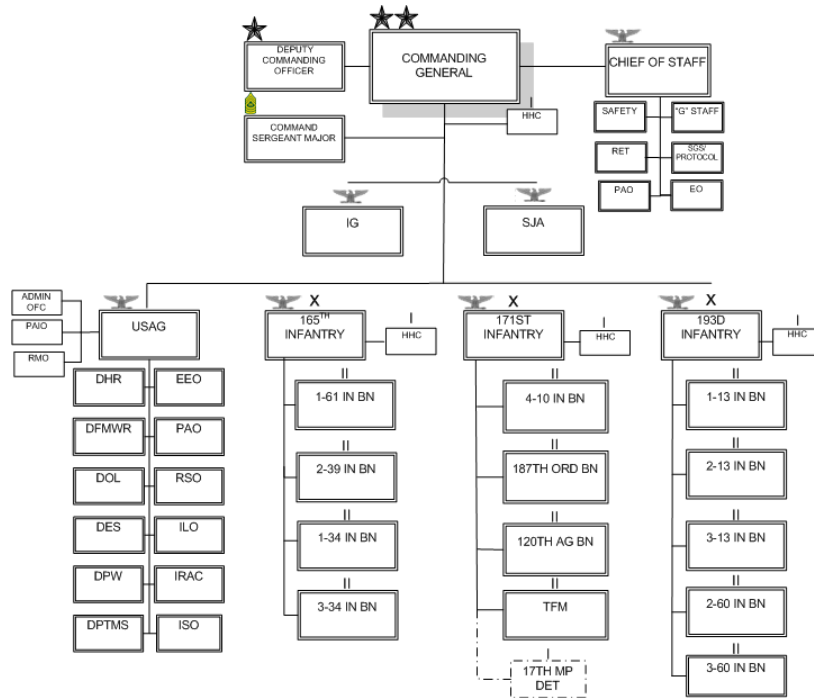 DEPUTY
COMMANDING
OFFICER
COMMANDING
GENERAL
CHIEF OF STAFF
COMMAND
SERGEANT MAJOR
I
HHC
SAFETY
"G" STAFF
RET
SGS/
PROTOCOL
PAO
EO
IG
SJA
ADMIN
OFC
PAIO
RMO
USAG
DHR
EEO
DFMWR
PAO
DOL
RSO
DES
ILO
DPW
IRAC
DPTMS
ISO
X
165TH
INFANTRY
I
HHC
II
1-61 IN BN
II
2-39 IN BN
II
1-34 IN BN
II
3-34 IN BN
X
171ST
INFANTRY
I
HHC
II
4-10 IN BN
II
187TH ORD BN
II
120TH AG BN
II
TFM
I
17TH MP
DET
X
193D
INFANTRY
I
HHC
II
1-13 IN BN
II
2-13 IN BN
II
3-13 IN BN
II
2-60 IN BN
II
3-60 IN BN